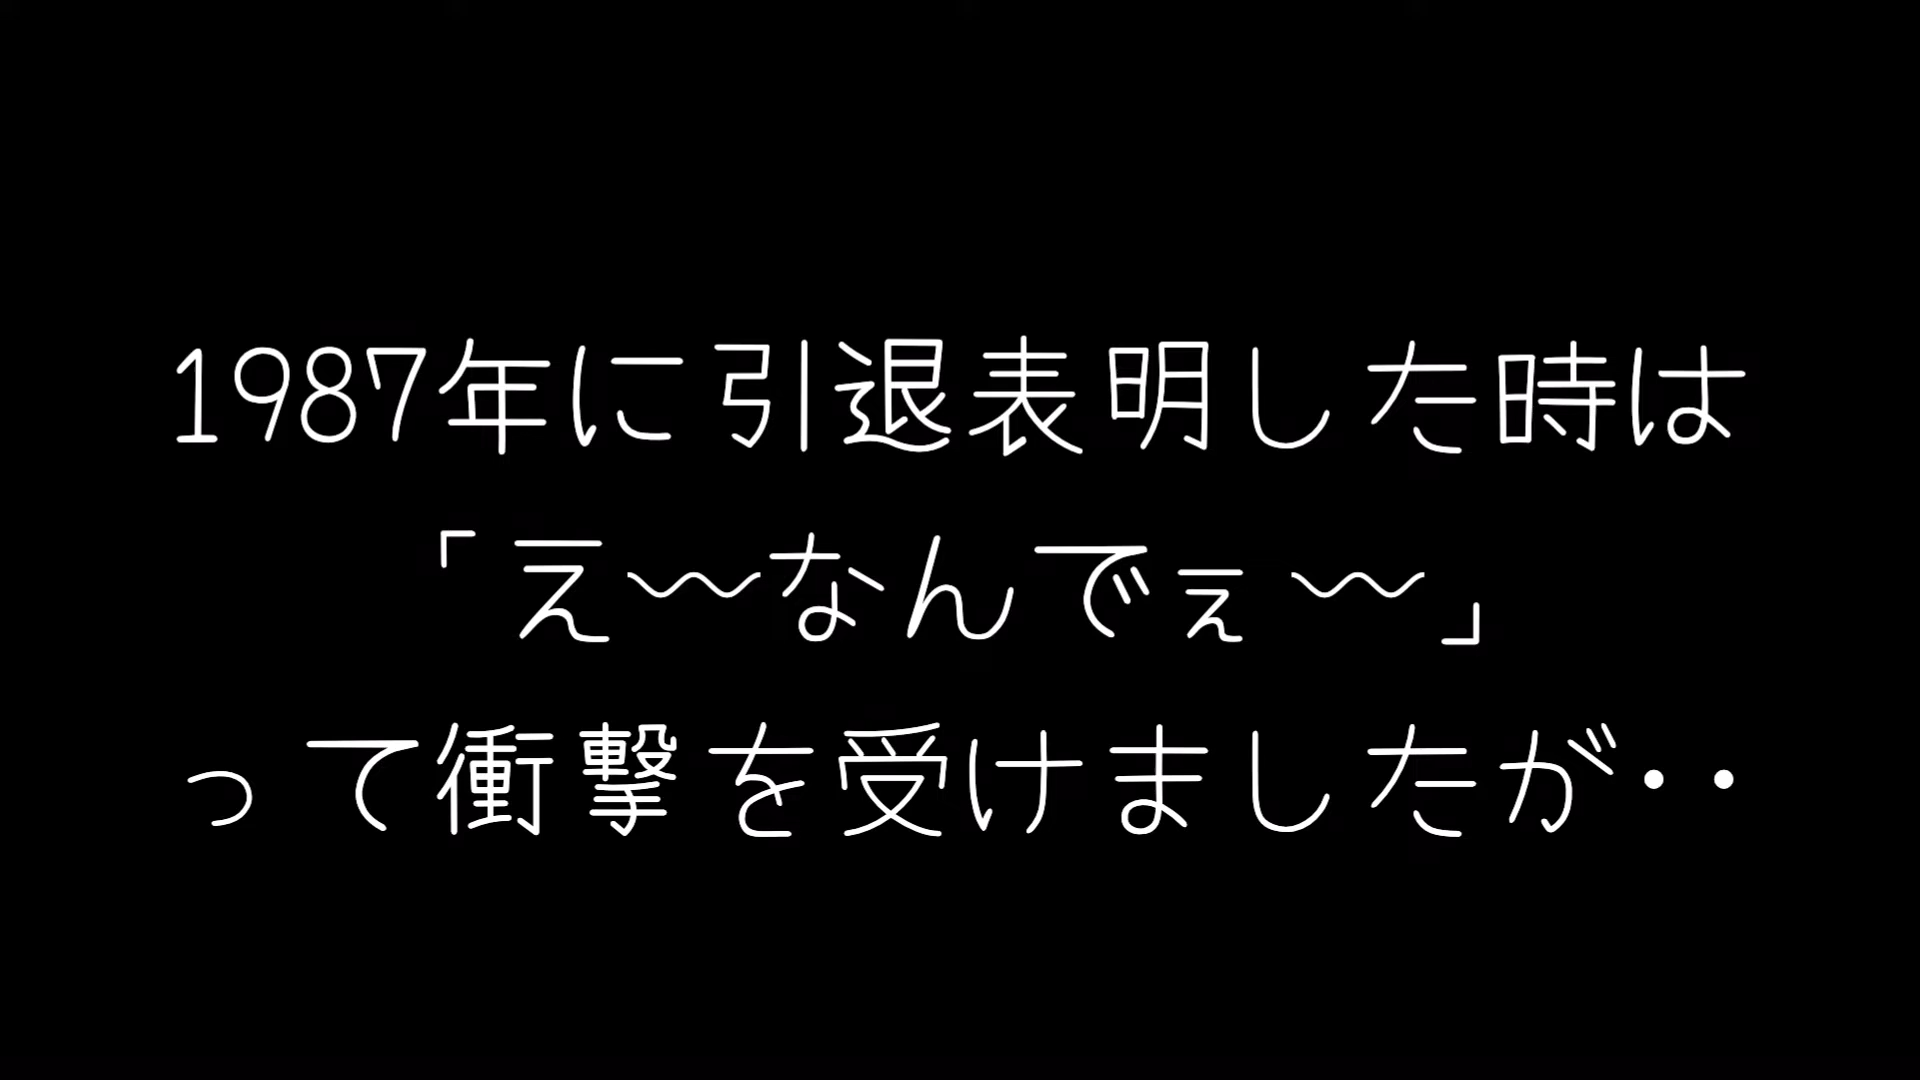 1987年に引退表明した時は
「え〰なんでぇ〰」
って衝撃を受けましたが・・